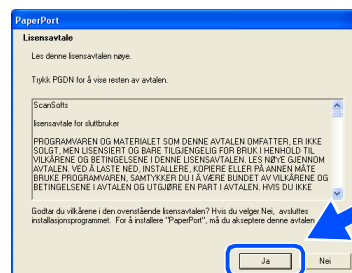 PaperPort
Lisensavtale
Les denne lisensavtalen nøye.
Trykk PGDN for å vise resten av avtalen.
ScanSofts
lisensavtale for sluttbruker
PROGRAMVAREN OG MATERIALET SOM DENNE AVTALEN OMFATTER, ER IKKE
SOLGT, MEN LISENSIERT OG BARE TILGJENGELIG FOR BRUK I HENHOLD TIL
VILKÅRENE OG BETINGELSENE I DENNE LISENSAVTALEN. LES NØYE GJENNOM
AVTALEN. VED Å LASTE NED, INSTALLERE, KOPIERE ELLER PÅ ANNEN MÅTE
BRUKE PROGRAMVAREN, SAMTYKKER DU I Å VÆRE BUNDET AV VILKÅRENE OG
BETINGELSENE I AVTALEN OG UTGJØRE EN PART I AVTALEN. HVIS DU IKKE
Godtar du vilkårene i den ovenstående lisensavtalen? Hvis du velger Nei, avsluttes
installasjonsprogrammet. For å installere "PaperPort", må du akseptere denne avtalen
Ja
Nei